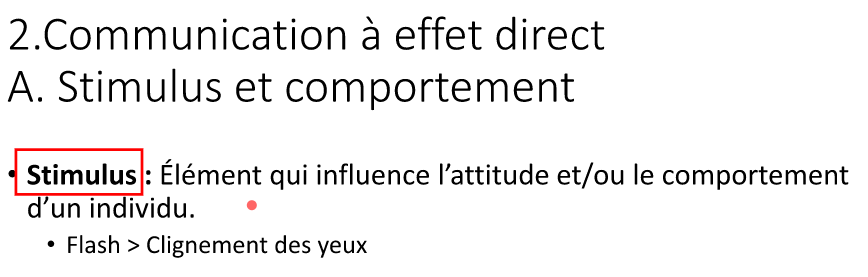 2.Communication à effet direct
A. Stimulus et comportement
• Stimulus : Élément qui influence l’attitude et/ou le comportement
d’un individu.
• Flash > Clignement des yeux